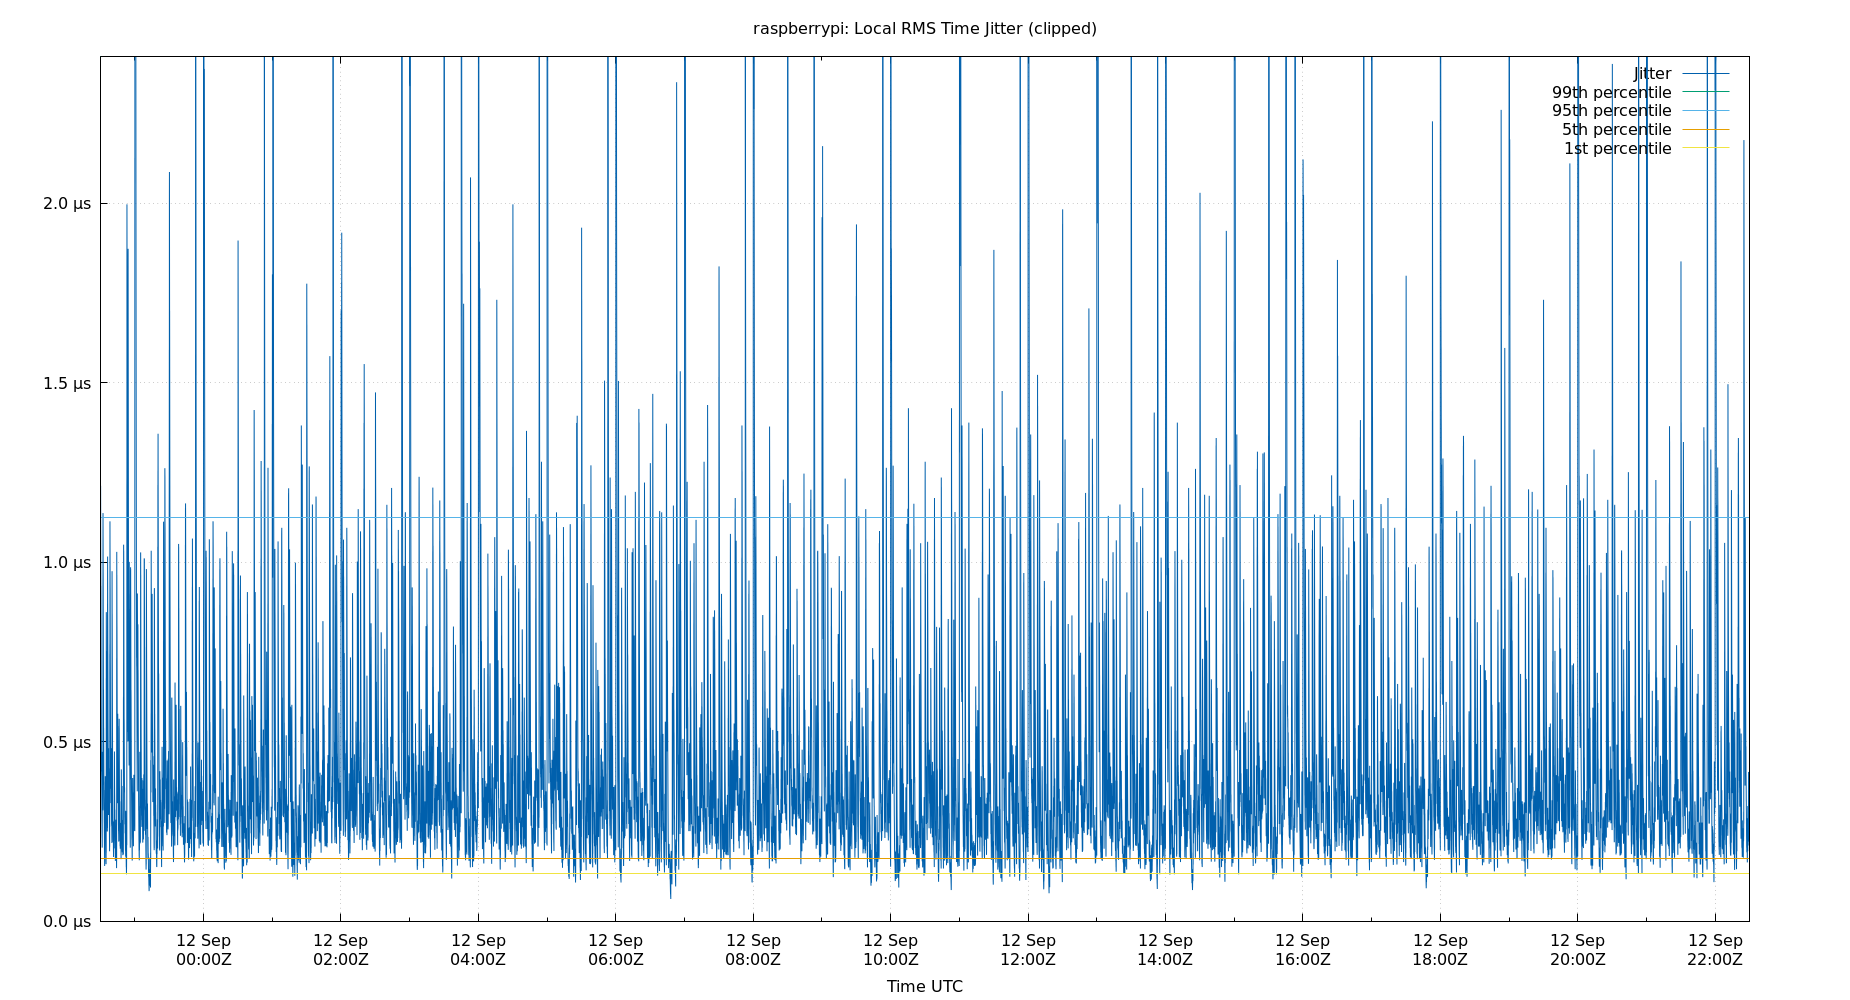 raspberrypi: Local RMS Time Jitter (clipped)
Jitter
99th percentile
95th percentile
5th percentile
1st percentile
2.0 µs
1.5 µs
1.0 µs
0.5 µs
0.0 µs
12 Sep 12 Sep 12 Sep 12 Sep 12 Sep 12 Sep 12 Sep 12 Sep 12 Sep 12 Sep 12 Sep 12 Sep
00:00Z 02:00Z 04:00Z 06:00Z 08:00Z 10:00Z 12:00Z 14:00Z 16:00Z 18:00Z 20:00Z 22:00Z
Time UTC